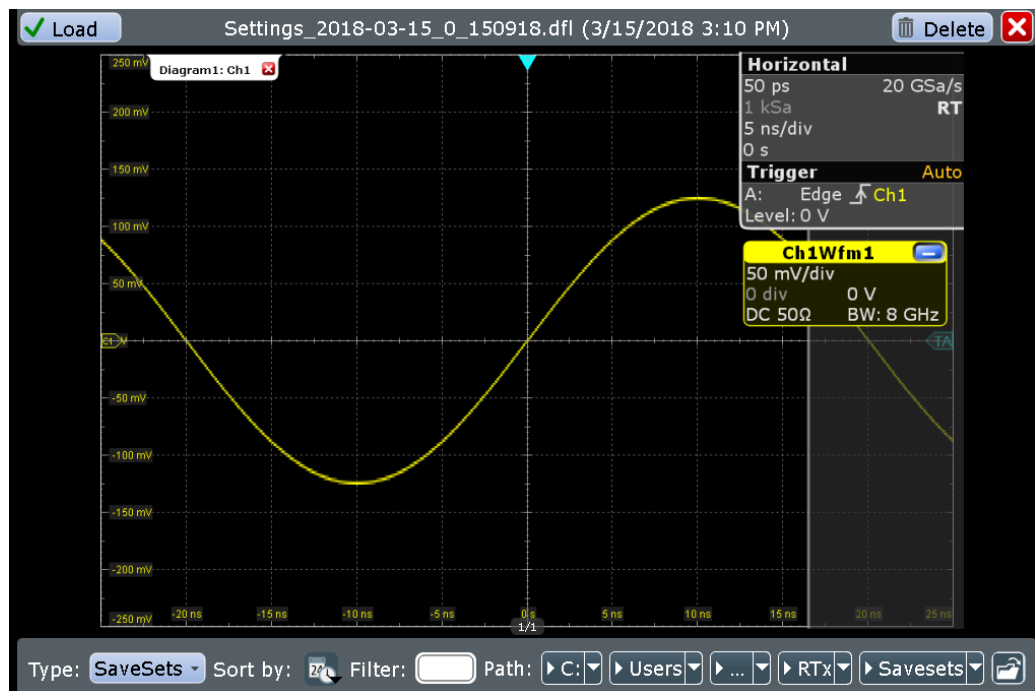 Load
Settings_2018-03-15_0_150918.dfl (3/15/2018 3:10 PM)
Delete
250 mV
Diagram1: Ch1
200 mV
150 mV
100 mV
50 mV
C1
V
-50 mV
-100 mV
-150 mV
-200 mV
-250 mV
-20 ns
-15 ns
-10 ns
-5 ns
0 s
5 ns
10 ns
15 ns
20 ns
25 ns
1/1
Horizontal
50 ps 20 GSa/s
1 kSa RT
5 ns/div
0 s
Trigger Auto
A: Edge Ch1
Level: 0 V
Ch1Wfm1
50 mV/div
0 div 0 V
DC 50Ω BW: 8 GHz
TA
Type: SaveSets Sort by: 24 Filter: Path: C: Users ... RTx Savesets